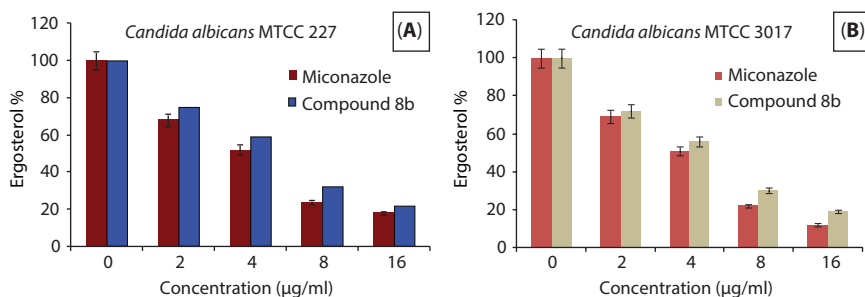 Candida albicans MTCC 227
(A)
Ergosterol %
120
100
80
60
40
20
0
Miconazole
Compound 8b
0 2 4 8 16
Concentration (µg/ml)
Candida albicans MTCC 3017
(B)
Ergosterol %
120
100
80
60
40
20
0
Miconazole
Compound 8b
0 2 4 8 16
Concentration (µg/ml)